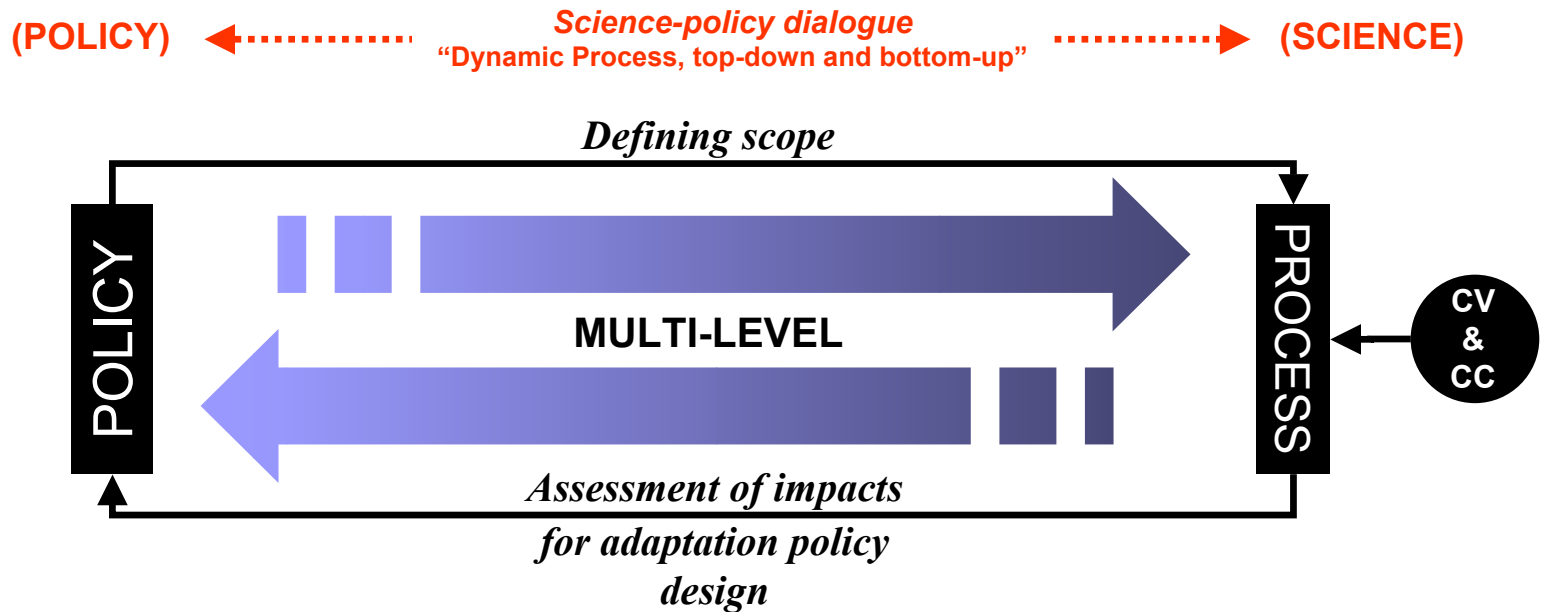 (POLICY)
Science-policy dialogue
“Dynamic Process, top-down and bottom-up”
(SCIENCE)
Defining scope
POLICY
MULTI-LEVEL
PROCESS
CV
&
CC
Assessment of impacts
for adaptation policy
design